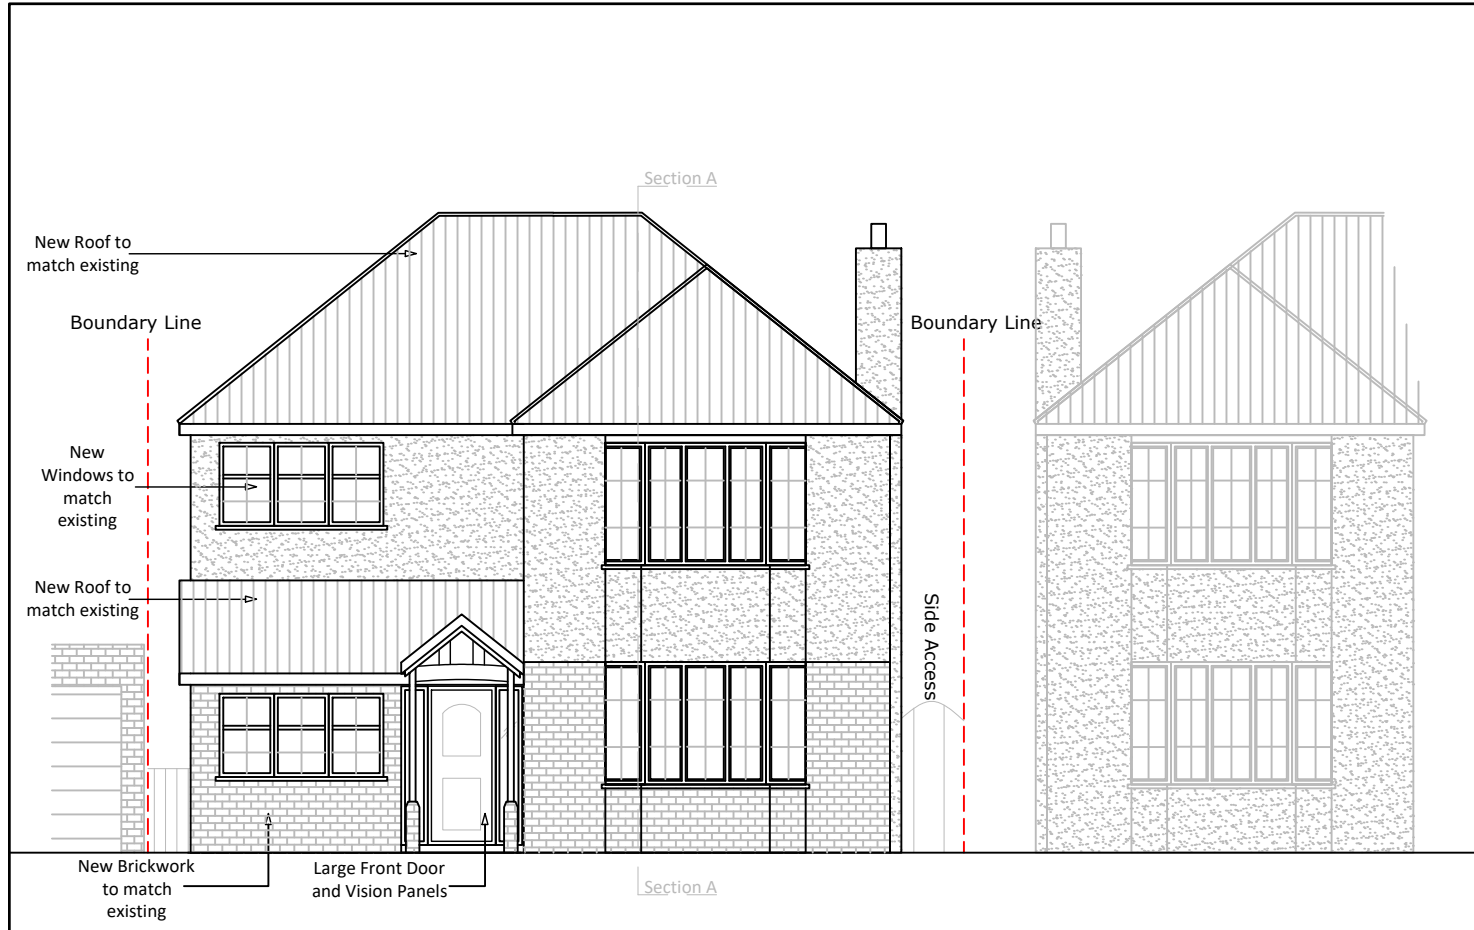 Section A
New Roof to
match existing
Boundary Line
Boundary Line
New
Windows to
match
existing
New Roof to
match existing
Side Access
New Brickwork
to match
existing
Large Front Door
and Vision Panels
Section A